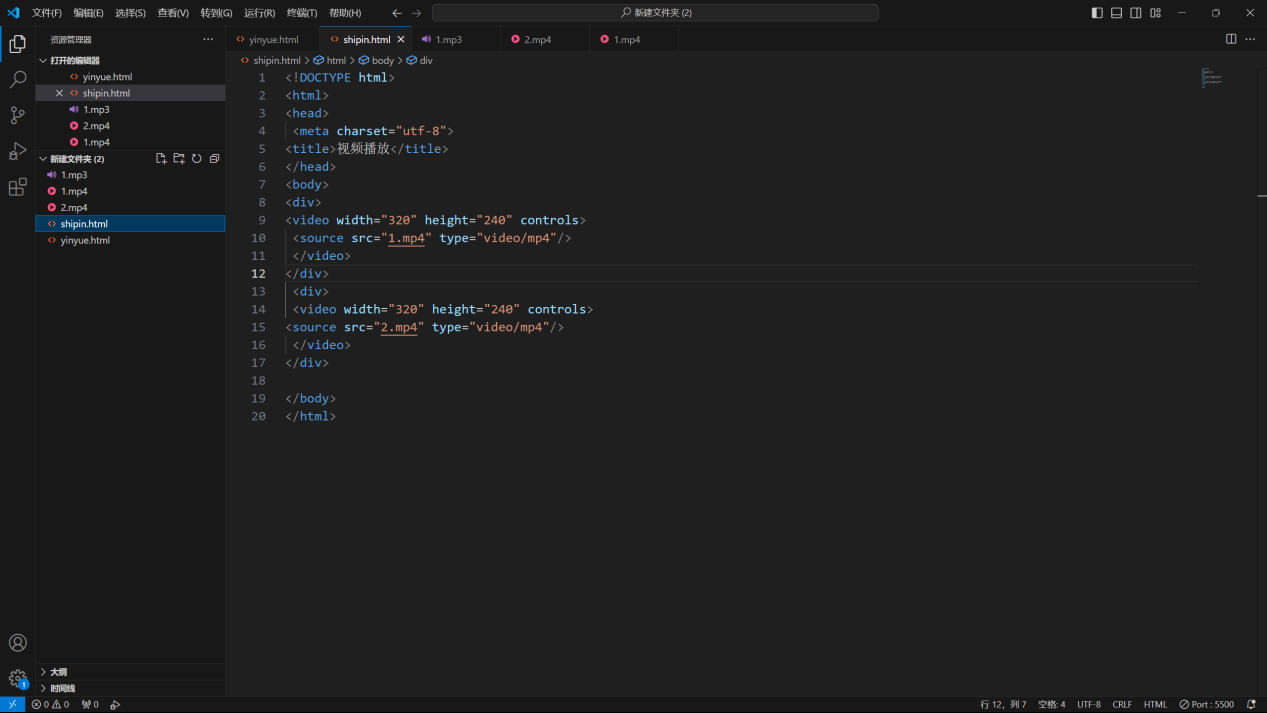 文件(F) 编辑(E) 选择(S) 查看(V) 转到(G) 运行(R) 终端(T) 帮助(H) 新建文件夹 (2)
资源管理器
打开的编辑器
yinyue.html
shipin.html
1.mp3
2.mp4
1.mp4
新建文件夹 (2)
1.mp3
1.mp4
2.mp4
shipin.html
yinyue.html
大纲
时间线
yinyue.html shipin.html 1.mp3 2.mp4 1.mp4
shipin.html > html > body > div
1 <!DOCTYPE html>
2 <html>
3 <head>
4 <meta charset="utf-8">
5 <title>视频播放</title>
6 </head>
7 <body>
8 <div>
9 <video width="320" height="240" controls>
10 <source src="1.mp4" type="video/mp4"/>
11 </video>
12 </div>
13 <div>
14 <video width="320" height="240" controls>
15 <source src="2.mp4" type="video/mp4"/>
16 </video>
17 </div>
18
19 </body>
20 </html>
1
0 0 0 行 12, 列 7 空格: 4 UTF-8 CRLF HTML Port : 5500